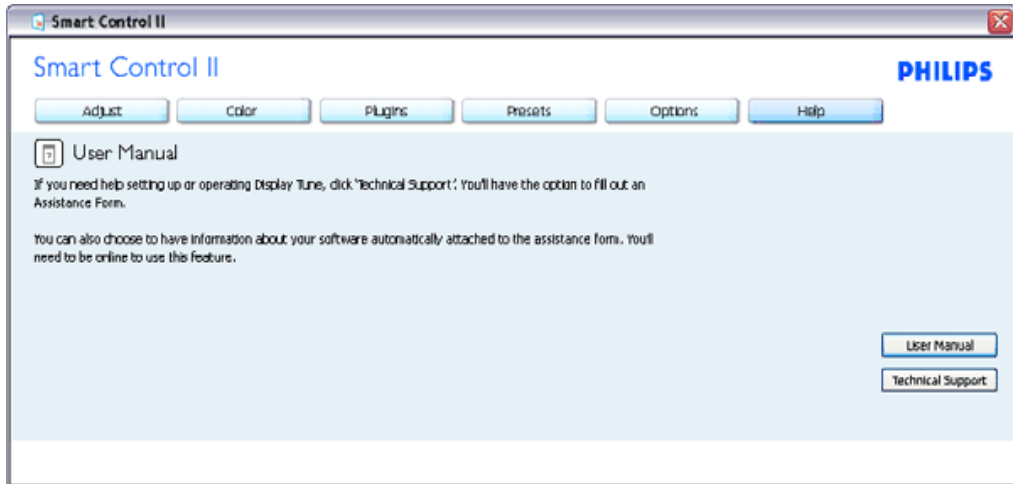 Smart Control II
Smart Control II
PHILIPS
Adjust Color Plugins Presets Options Help
User Manual
If you need help setting up or operating Display Tune, click 'Technical Support'. You'll have the option to fill out an
Assistance Form.
You can also choose to have information about your software automatically attached to the assistance form. You'll
need to be online to use this feature.
User Manual
Technical Support